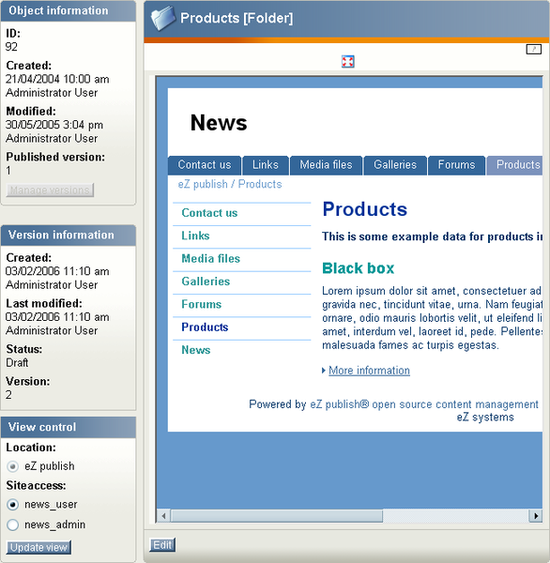 Object information
ID:
92
Created:
21/04/2004 10:00 am
Administrator User
Modified:
30/05/2005 3:04 pm
Administrator User
Published version:
1
Manage versions
Version information
Created:
03/02/2006 11:10 am
Administrator User
Last modified:
03/02/2006 11:10 am
Administrator User
Status:
Draft
Version:
2
View control
Location:
eZ publish
Siteaccess:
news_user
news_admin
Update view
Products [Folder]
News
Contact us Links Media files Galleries Forums Products
eZ publish / Products
Contact us
Links
Media files
Galleries
Forums
Products
News
Products
This is some example data for products in
Black box
Lorem ipsum dolor sit amet, consectetuer ad
gravida nec, tincidunt vitae, urna. Nam feugiat
ornare, odio mauris lobortis velit, ut eleifend li
amet, interdum vel, laoreet id, pede. Pellentes
malesuada fames ac turpis egestas.
More information
Powered by eZ publish® open source content management
eZ systems
Edit